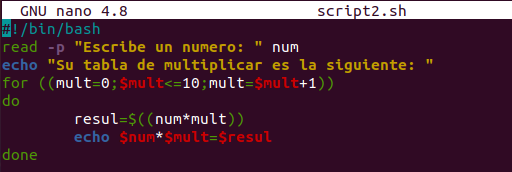 GNU nano 4.8 script2.sh
#!/bin/bash
read -p "Escribe un numero: " num
echo "Su tabla de multiplicar es la siguiente: "
for ((mult=0;$mult<=10;mult=$mult+1))
do
        resul=$((num*mult))
        echo $num*$mult=$resul
done